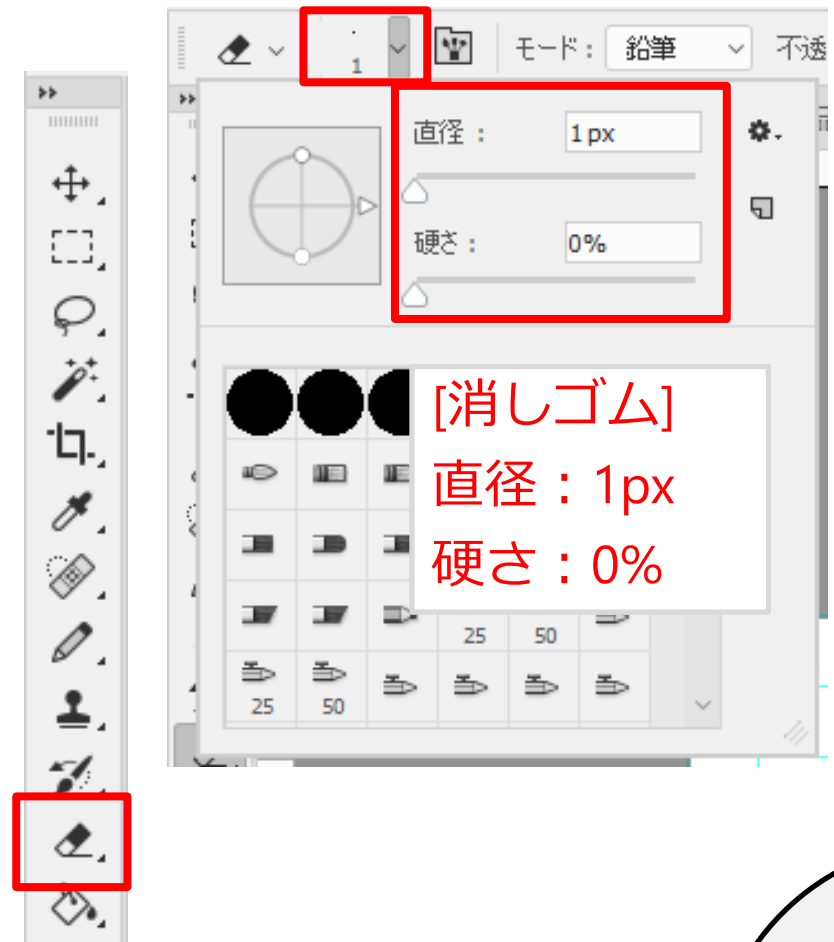 1
モード： 鉛筆
不透
直径：
1 px
硬さ：
0%
[消しゴム]
直径：1px
硬さ：0%
25
50
25
50